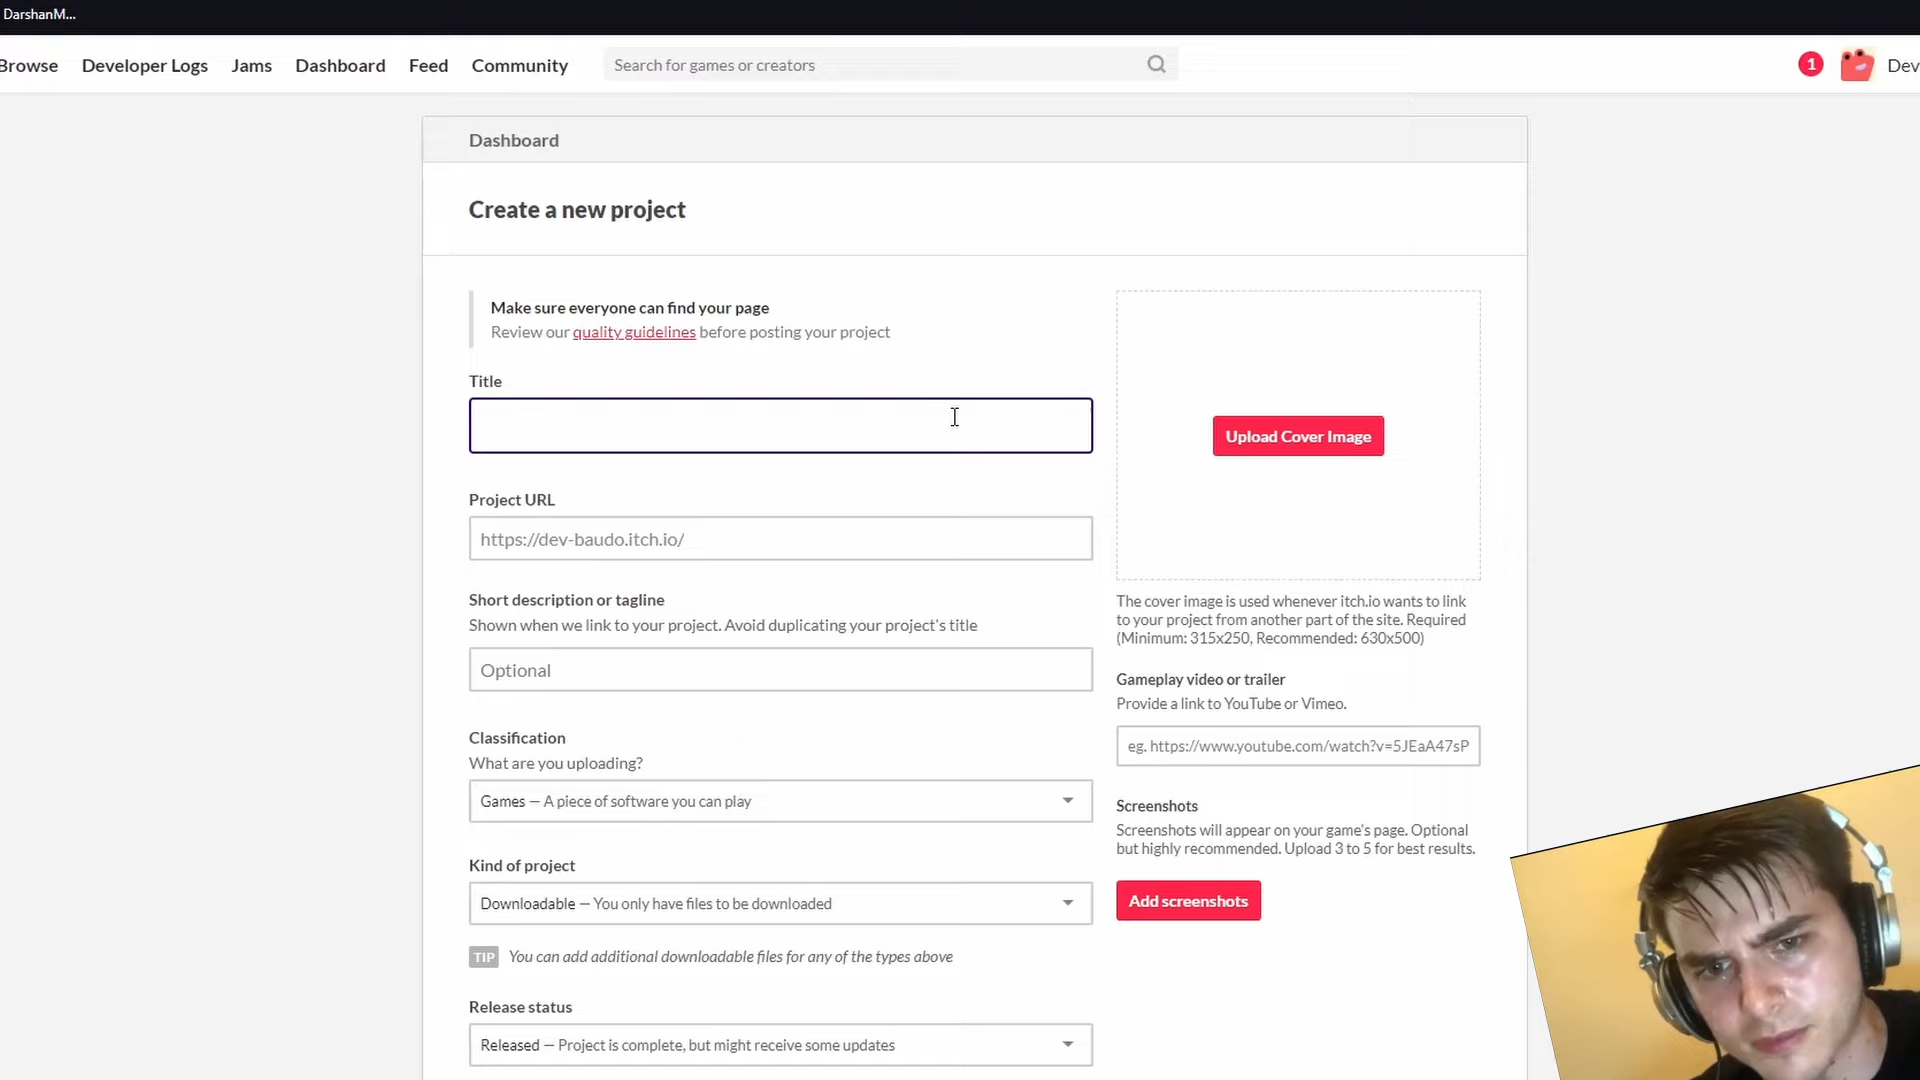 DarshanM...
Browse Developer Logs Jams Dashboard Feed Community Search for games or creators 1 Dev
Dashboard
Create a new project
Make sure everyone can find your page
Review our quality guidelines before posting your project
Title
Upload Cover Image
Project URL
https://dev-baudo.itch.io/
Short description or tagline
Shown when we link to your project. Avoid duplicating your project's title
Optional
The cover image is used whenever itch.io wants to link
to your project from another part of the site. Required
(Minimum: 315x250, Recommended: 630x500)
Gameplay video or trailer
Provide a link to YouTube or Vimeo.
eg. https://www.youtube.com/watch?v=5JEaA47sP
Classification
What are you uploading?
Games — A piece of software you can play
Screenshots
Screenshots will appear on your game's page. Optional
but highly recommended. Upload 3 to 5 for best results.
Add screenshots
Kind of project
Downloadable — You only have files to be downloaded
TIP You can add additional downloadable files for any of the types above
Release status
Released — Project is complete, but might receive some updates